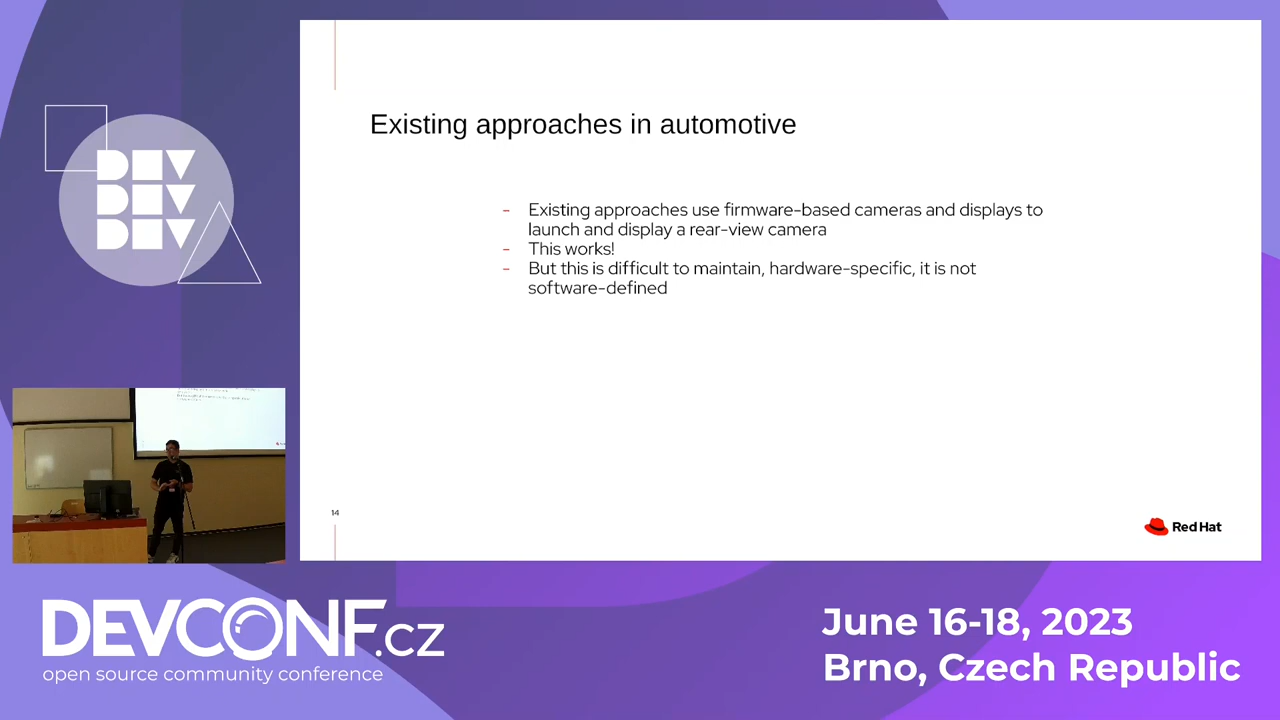 DEV
DEV
DEV
Existing approaches in automotive
- Existing approaches use firmware-based cameras and displays to
launch and display a rear-view camera
- This works!
- But this is difficult to maintain, hardware-specific, it is not
software-defined
14
Red Hat
DEVCONF.cz
open source community conference
June 16-18, 2023
Brno, Czech Republic